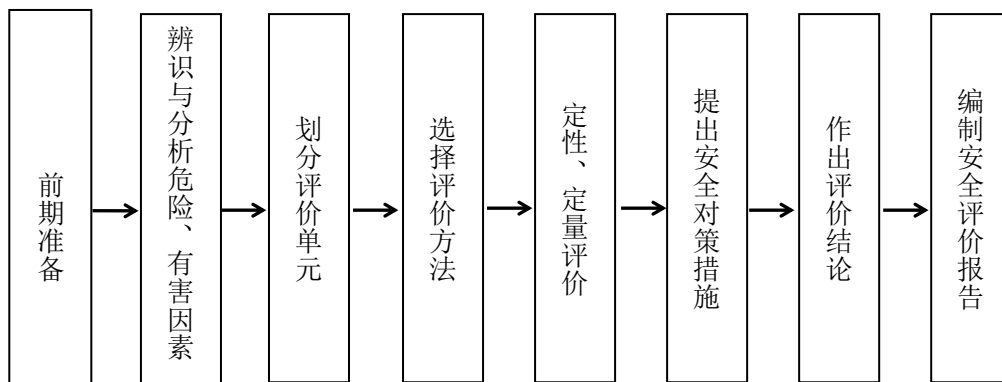 前期准备
辨识与分析危险、有害因素
划分评价单元
选择评价方法
定性、定量评价
提出安全对策措施
作出评价结论
编制安全评价报告